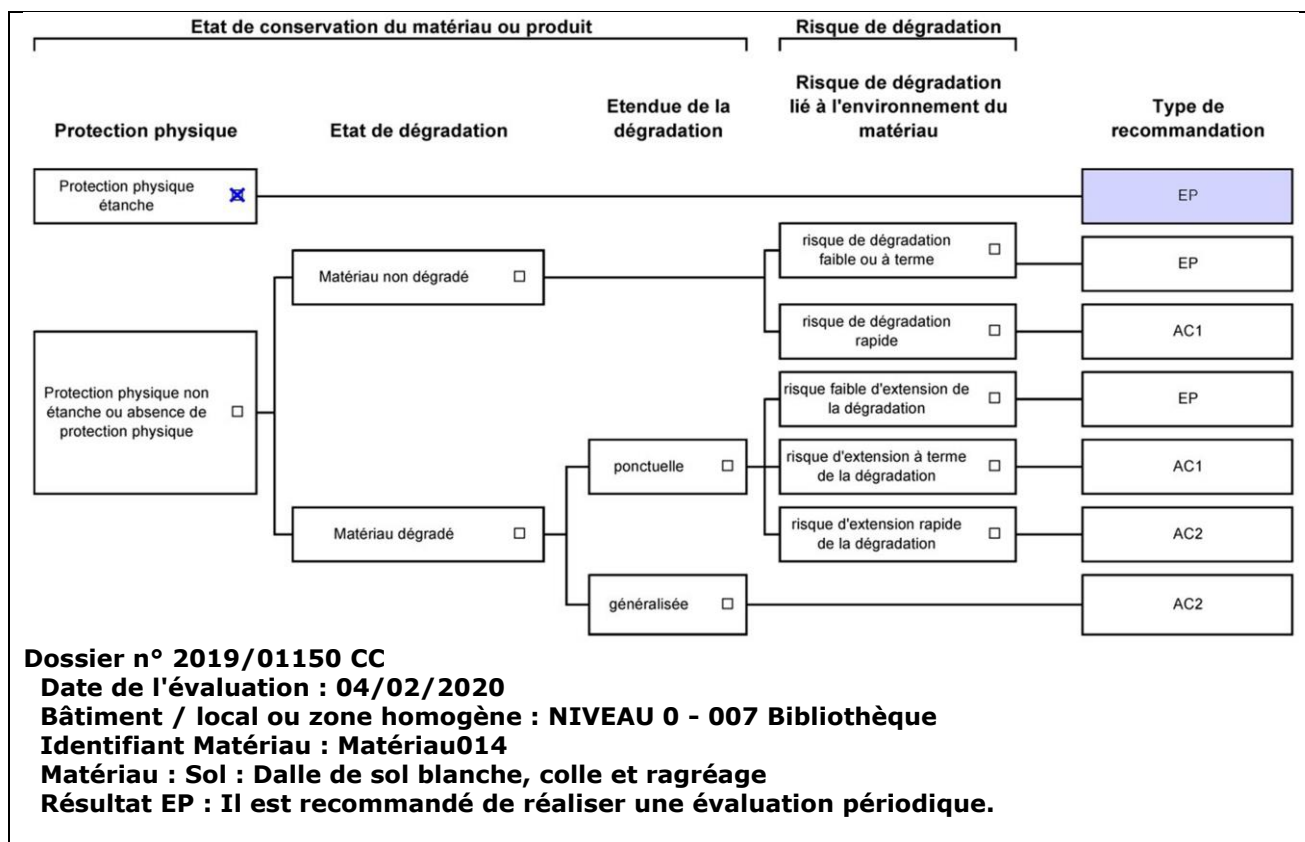 Etat de conservation du matériau ou produit
Risque de dégradation
Protection physique
Etat de dégradation
Etendue de la
dégradation
Risque de dégradation
lié à l'environnement du
matériau
Type de
recommandation
Protection physique
étanche
EP
Matériau non dégradé
risque de dégradation
faible ou à terme
EP
risque de dégradation
rapide
AC1
Protection physique non
étanche ou absence de
protection physique
risque faible d'extension de
la dégradation
EP
ponctuelle
risque d'extension à terme
de la dégradation
AC1
Matériau dégradé
risque d'extension rapide
de la dégradation
AC2
généralisée
AC2
Dossier n° 2019/01150 CC
Date de l'évaluation : 04/02/2020
Bâtiment / local ou zone homogène : NIVEAU 0 - 007 Bibliothèque
Identifiant Matériau : Matériau014
Matériau : Sol : Dalle de sol blanche, colle et ragréage
Résultat EP : Il est recommandé de réaliser une évaluation périodique.